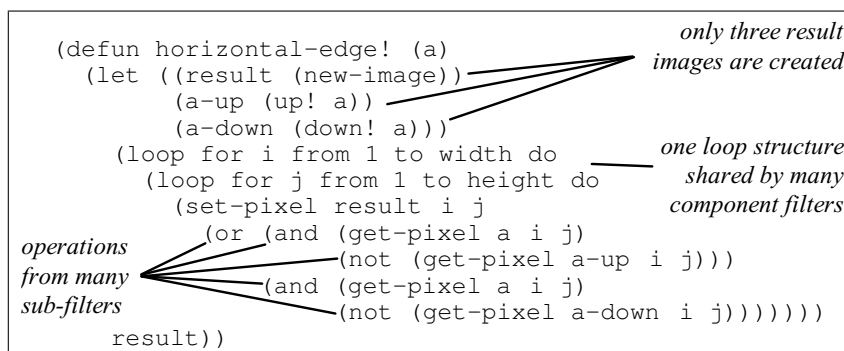 (defun horizontal-edge! (a)
(let ((result (new-image))
(a-up (up! a))
(a-down (down! a)))
(loop for i from 1 to width do
(loop for j from 1 to height do
(set-pixel result i j
(or (and (get-pixel a i j)
(not (get-pixel a-up i j)))
(and (get-pixel a i j)
(not (get-pixel a-down i j)))))))
result))
only three result
images are created
one loop structure
shared by many
component filters
operations
from many
sub-filters